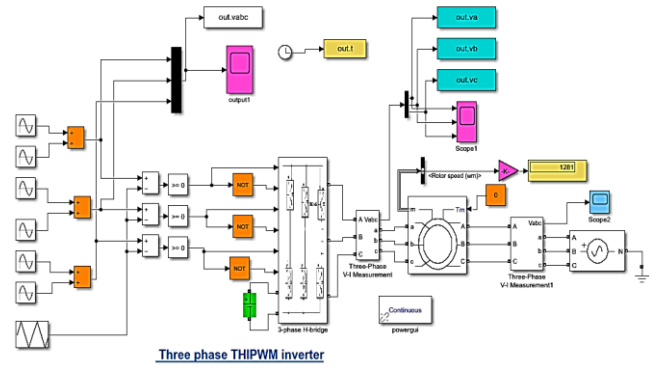 out.vabc
out.t
out.va
out.vb
out.vc
output1
Scope1
<Rotor speed (wm)>
-K-
1281
0
>= 0
NOT
>= 0
NOT
>= 0
NOT
A
B
C
Vabc
a
b
c
m
Tm
a
b
c
A
B
C
A
B
C
Vabc
a
b
c
A
B
C
N
Scope2
Three-Phase
V-I Measurement
Three-Phase
V-I Measurement1
3-phase H-bridge
Continuous
powergui
Three phase THIPWM inverter